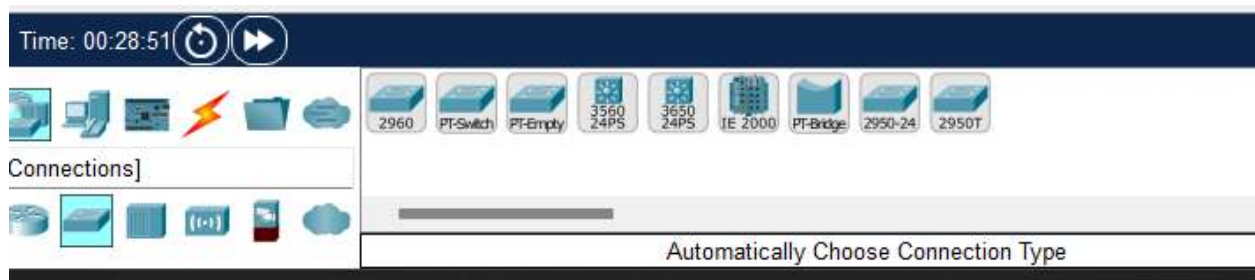 Time: 00:28:51
2960
PT-Switch
PT-Empty
3560
24PS
3650
24PS
IE 2000
PT-Bridge
2950-24
2950T
Connections]
Automatically Choose Connection Type